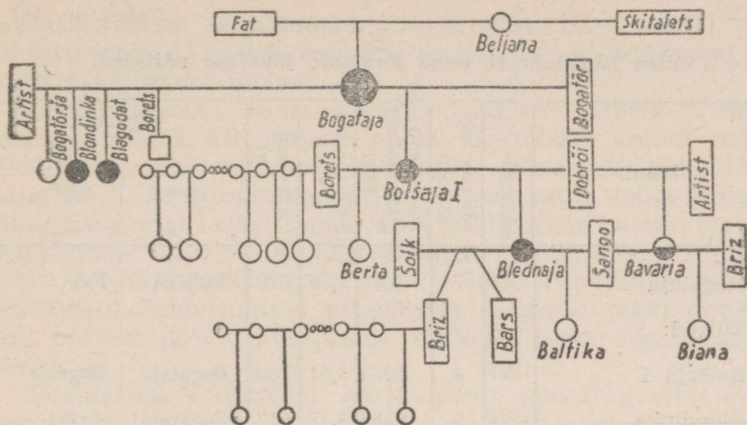 Fat
Beljana
Skitalets
Artist
Bogatõrša
Blondinka
Blagodat
Borets
Bogataja
Bogatõr
Borets
Bolšaja I
Dobrõi
Artist
Berta
Šolk
Blednaja
Šango
Bavaria
Briz
Briz
Bars
Baltika
Biana